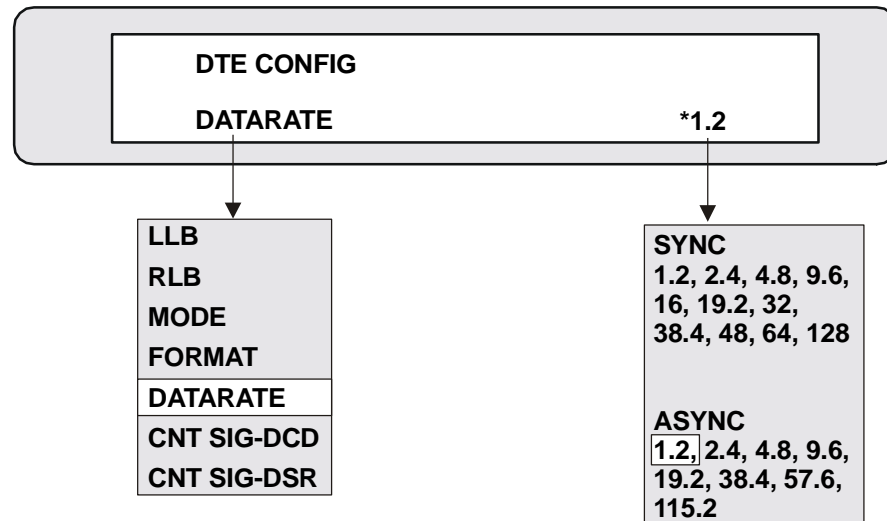 DTE CONFIG
DATARATE *1.2
LLB
RLB
MODE
FORMAT
DATARATE
CNT SIG-DCD
CNT SIG-DSR
SYNC
1.2, 2.4, 4.8, 9.6,
16, 19.2, 32,
38.4, 48, 64, 128
ASYNC
1.2, 2.4, 4.8, 9.6,
19.2, 38.4, 57.6,
115.2